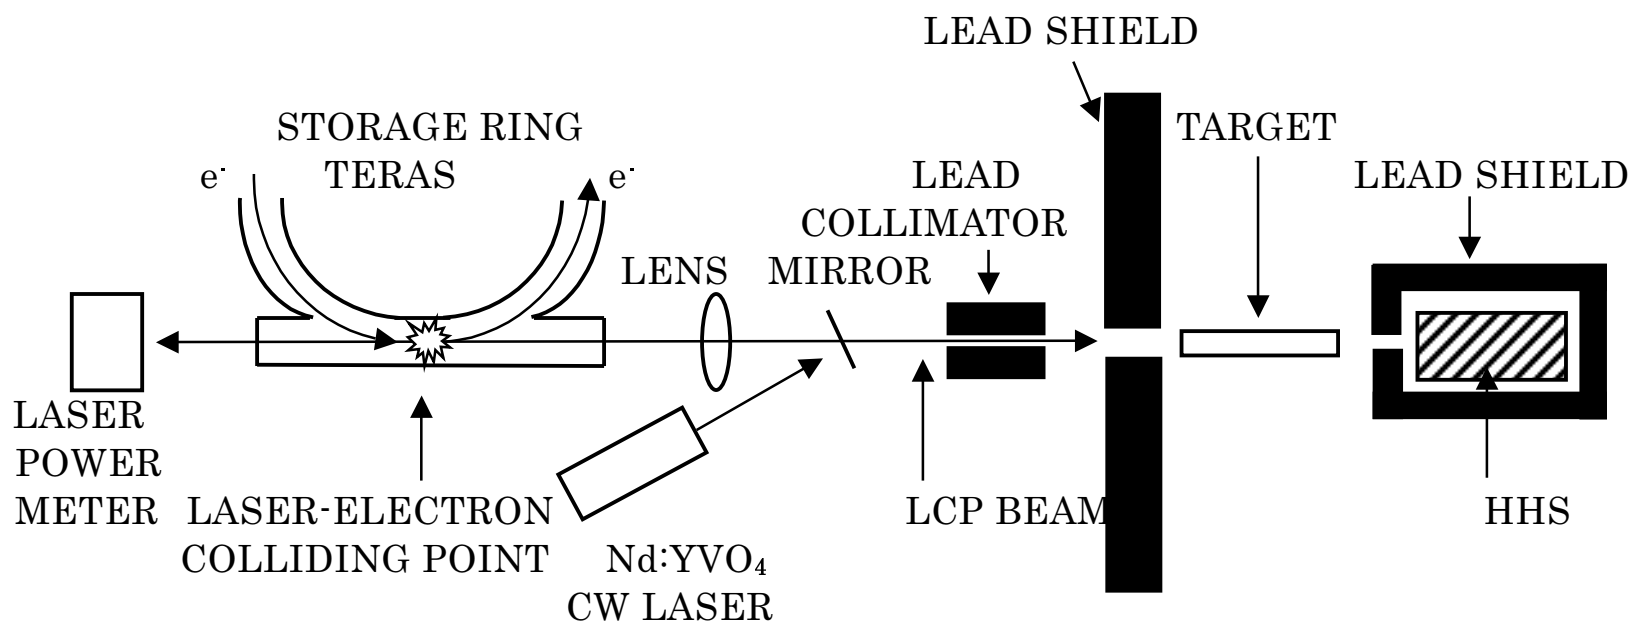 LEAD SHIELD
STORAGE RING
TERAS
e-
e-
TARGET
LEAD
COLLIMATOR
LEAD SHIELD
LENS
MIRROR
LASER
POWER
METER
LASER-ELECTRON
COLLIDING POINT
Nd:YVO₄
CW LASER
LCP BEAM
HHS